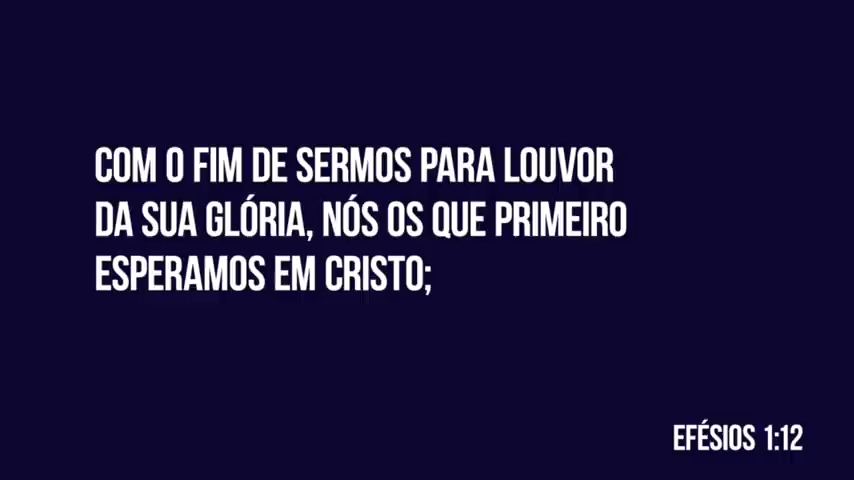 COM O FIM DE SERMOS PARA LOUVOR
DA SUA GLÓRIA, NÓS OS QUE PRIMEIRO
ESPERAMOS EM CRISTO;
EFÉSIOS 1:12